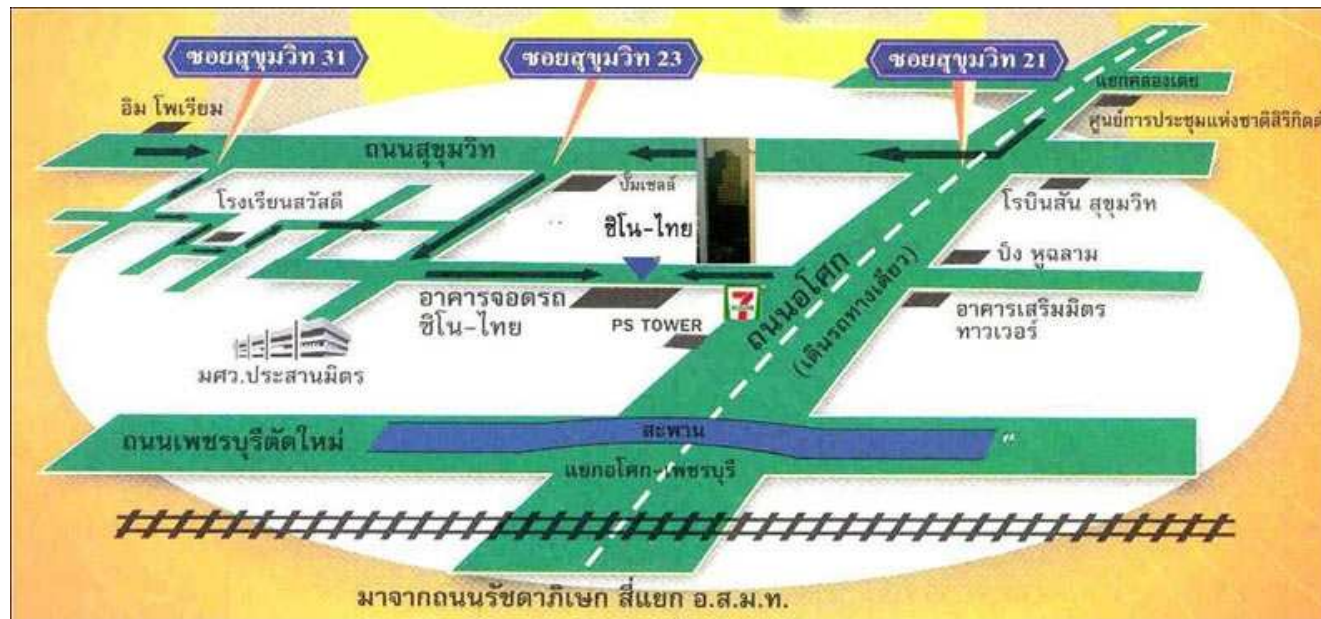 ซอยสุขุมวิท 31
ซอยสุขุมวิท 23
ซอยสุขุมวิท 21
แยกคลองเตย
อิม โพเรียม
ศูนย์การประชุมแห่งชาติสิริกิตติ์
ถนนสุขุมวิท
ปั๊มเชลล์
โรงเรียนสวัสดี
โรบินสัน สุขุมวิท
ซิโน-ไทย
ปั๊ง หูฉลาม
ถนนอโศก
(เดินรถทางเดียว)
7
อาคารจอดรถ
ซิโน-ไทย
PS TOWER
อาคารเสริมมิตร
ทาวเวอร์
มศว.ประสานมิตร
ถนนเพชรบุรีตัดใหม่
สะพาน
แยกอโศก-เพชรบุรี
มาจากถนนรัชดาภิเษก สี่แยก อ.ส.ม.ท.